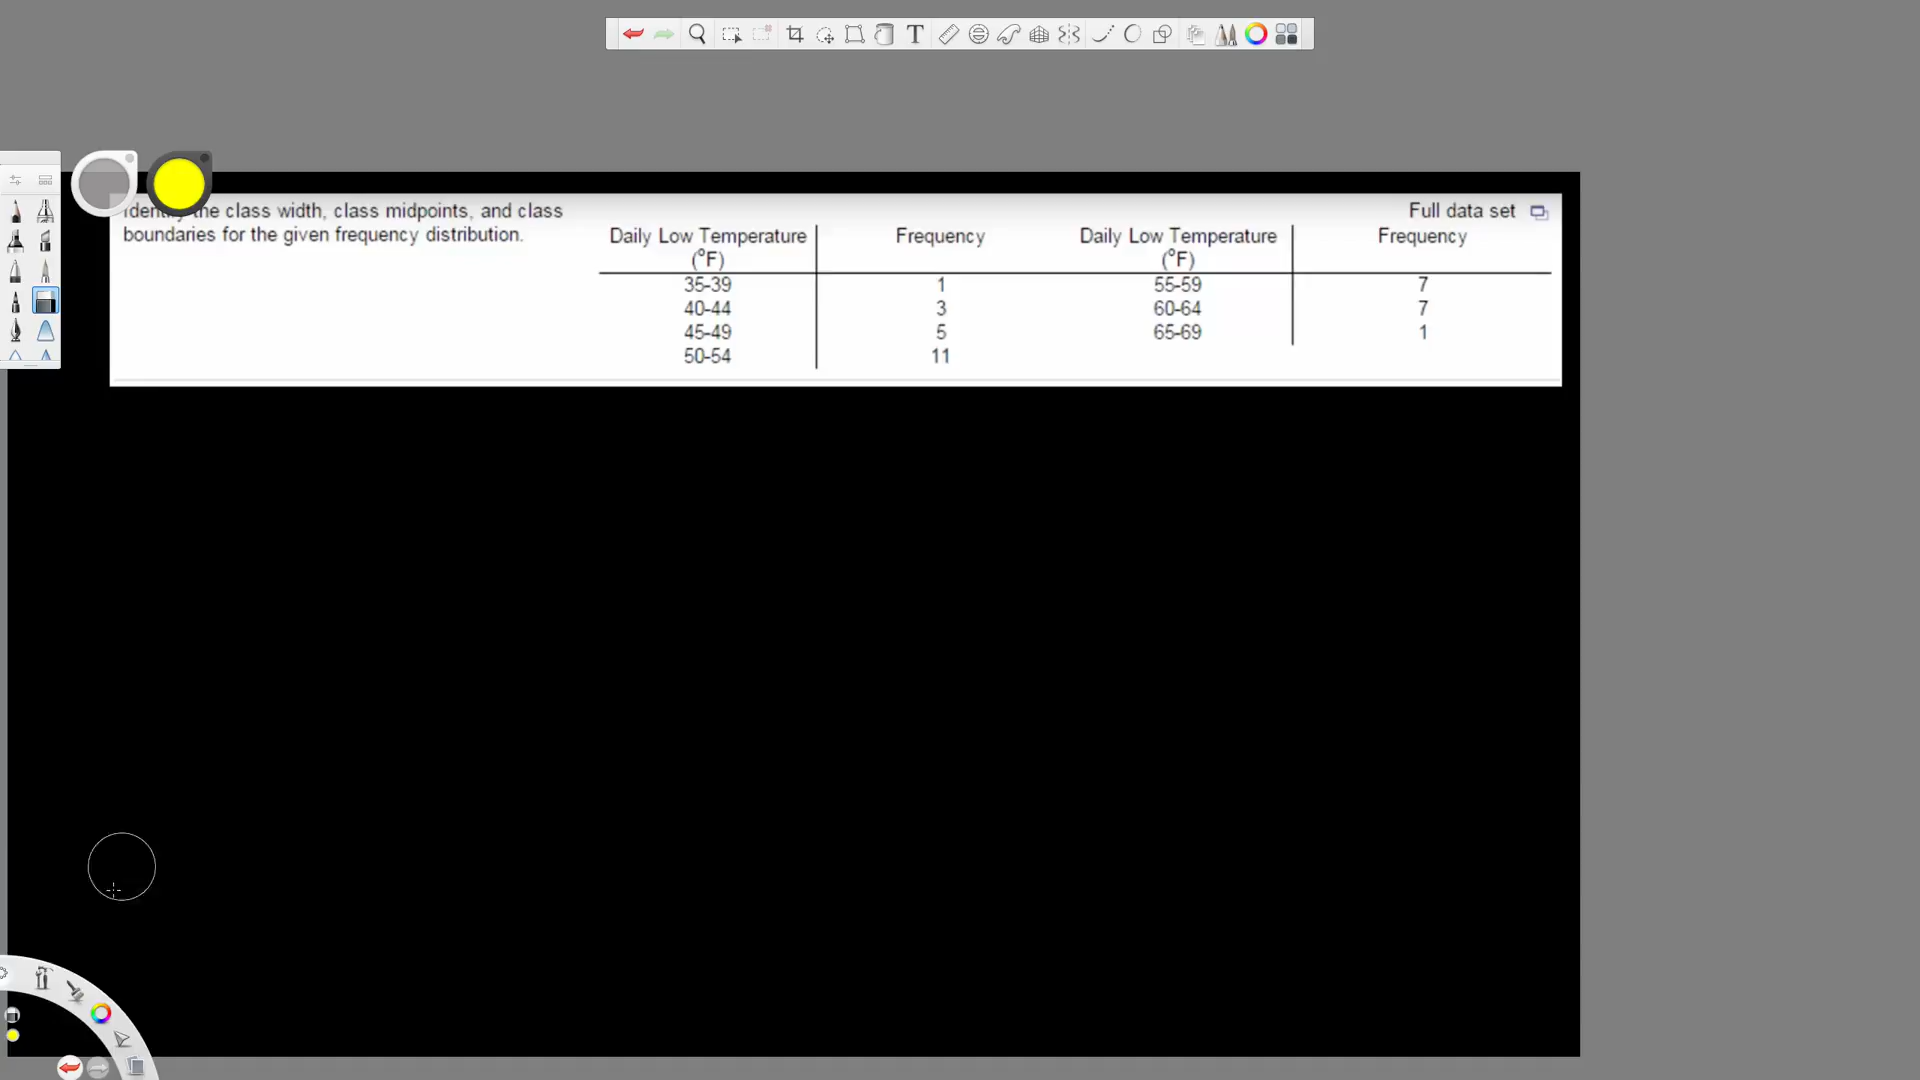 Identify the class width, class midpoints, and class
boundaries for the given frequency distribution.
Full data set
Daily Low Temperature (°F) Frequency Daily Low Temperature (°F) Frequency
35-39 1 55-59 7
40-44 3 60-64 7
45-49 5 65-69 1
50-54 11
T